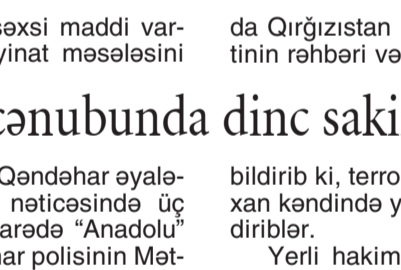 səxsi maddi var-
yinat məsələsini
da Qırğızıstan
tinin rəhbəri və
cənubunda dinc saki
Qəndəhar əyalə-
nəticəsində üç
arədə “Anadolu”
har polisinin Mət-
bildirib ki, terro
xan kəndində y
diriblər.
Yerli hakim